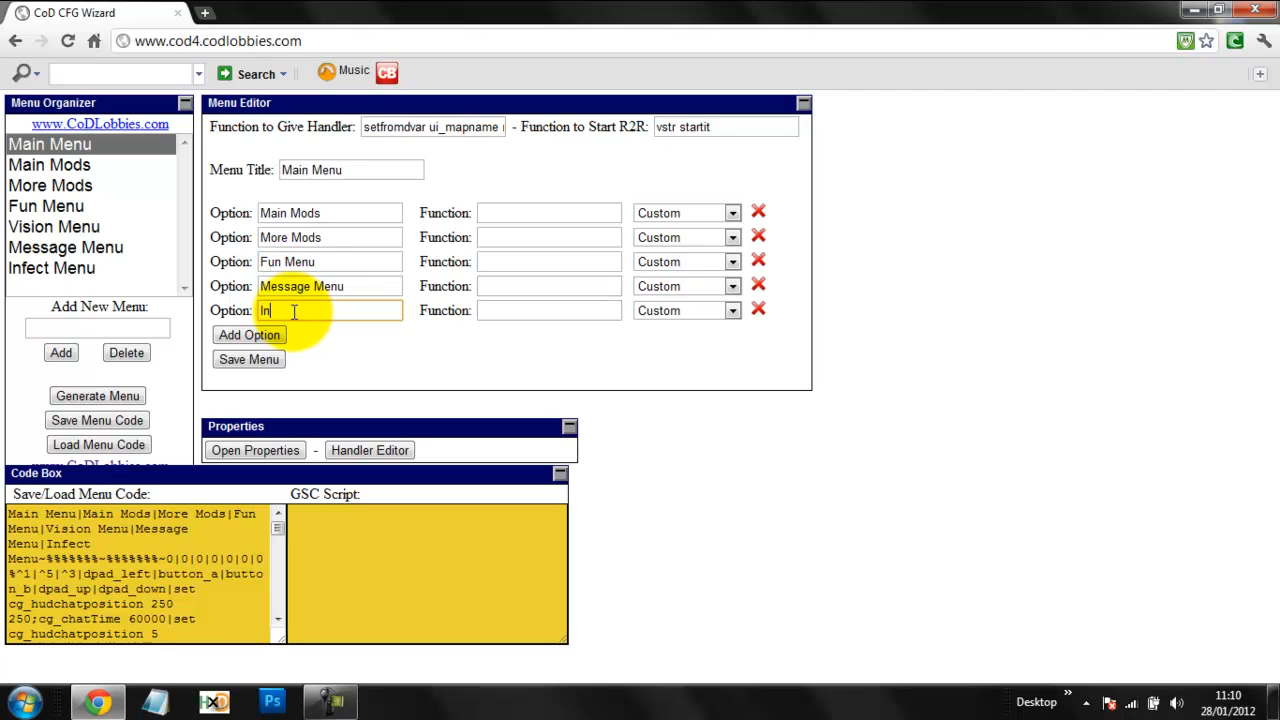 CoD CFG Wizard
www.cod4.codlobbies.com
Search
Music
CB
Menu Organizer
www.CoDLobbies.com
Main Menu
Main Mods
More Mods
Fun Menu
Vision Menu
Message Menu
Infect Menu
Add New Menu:
Add Delete
Generate Menu
Save Menu Code
Load Menu Code
www.CoDLobbies.com
Menu Editor
Function to Give Handler: setfromdvar ui_mapname - Function to Start R2R: vstr startit
Menu Title: Main Menu
Option: Main Mods Function: Custom
Option: More Mods Function: Custom
Option: Fun Menu Function: Custom
Option: Message Menu Function: Custom
Option: In Function: Custom
Add Option
Save Menu
Properties
Open Properties - Handler Editor
Code Box
Save/Load Menu Code: GSC Script:
Main Menu|Main Mods|More Mods|Fun
Menu|Vision Menu|Message
Menu|Infect
Menu~%%%%%%%~%%%%%%%~0|0|0|0|0|0|0
%^1|^5|^3|dpad_left|button_a|butto
n_b|dpad_up|dpad_down|set
cg_hudchatposition 250
250;cg_chatTime 60000|set
cg_hudchatposition 5
HXD
Ps
Desktop
11:10
28/01/2012